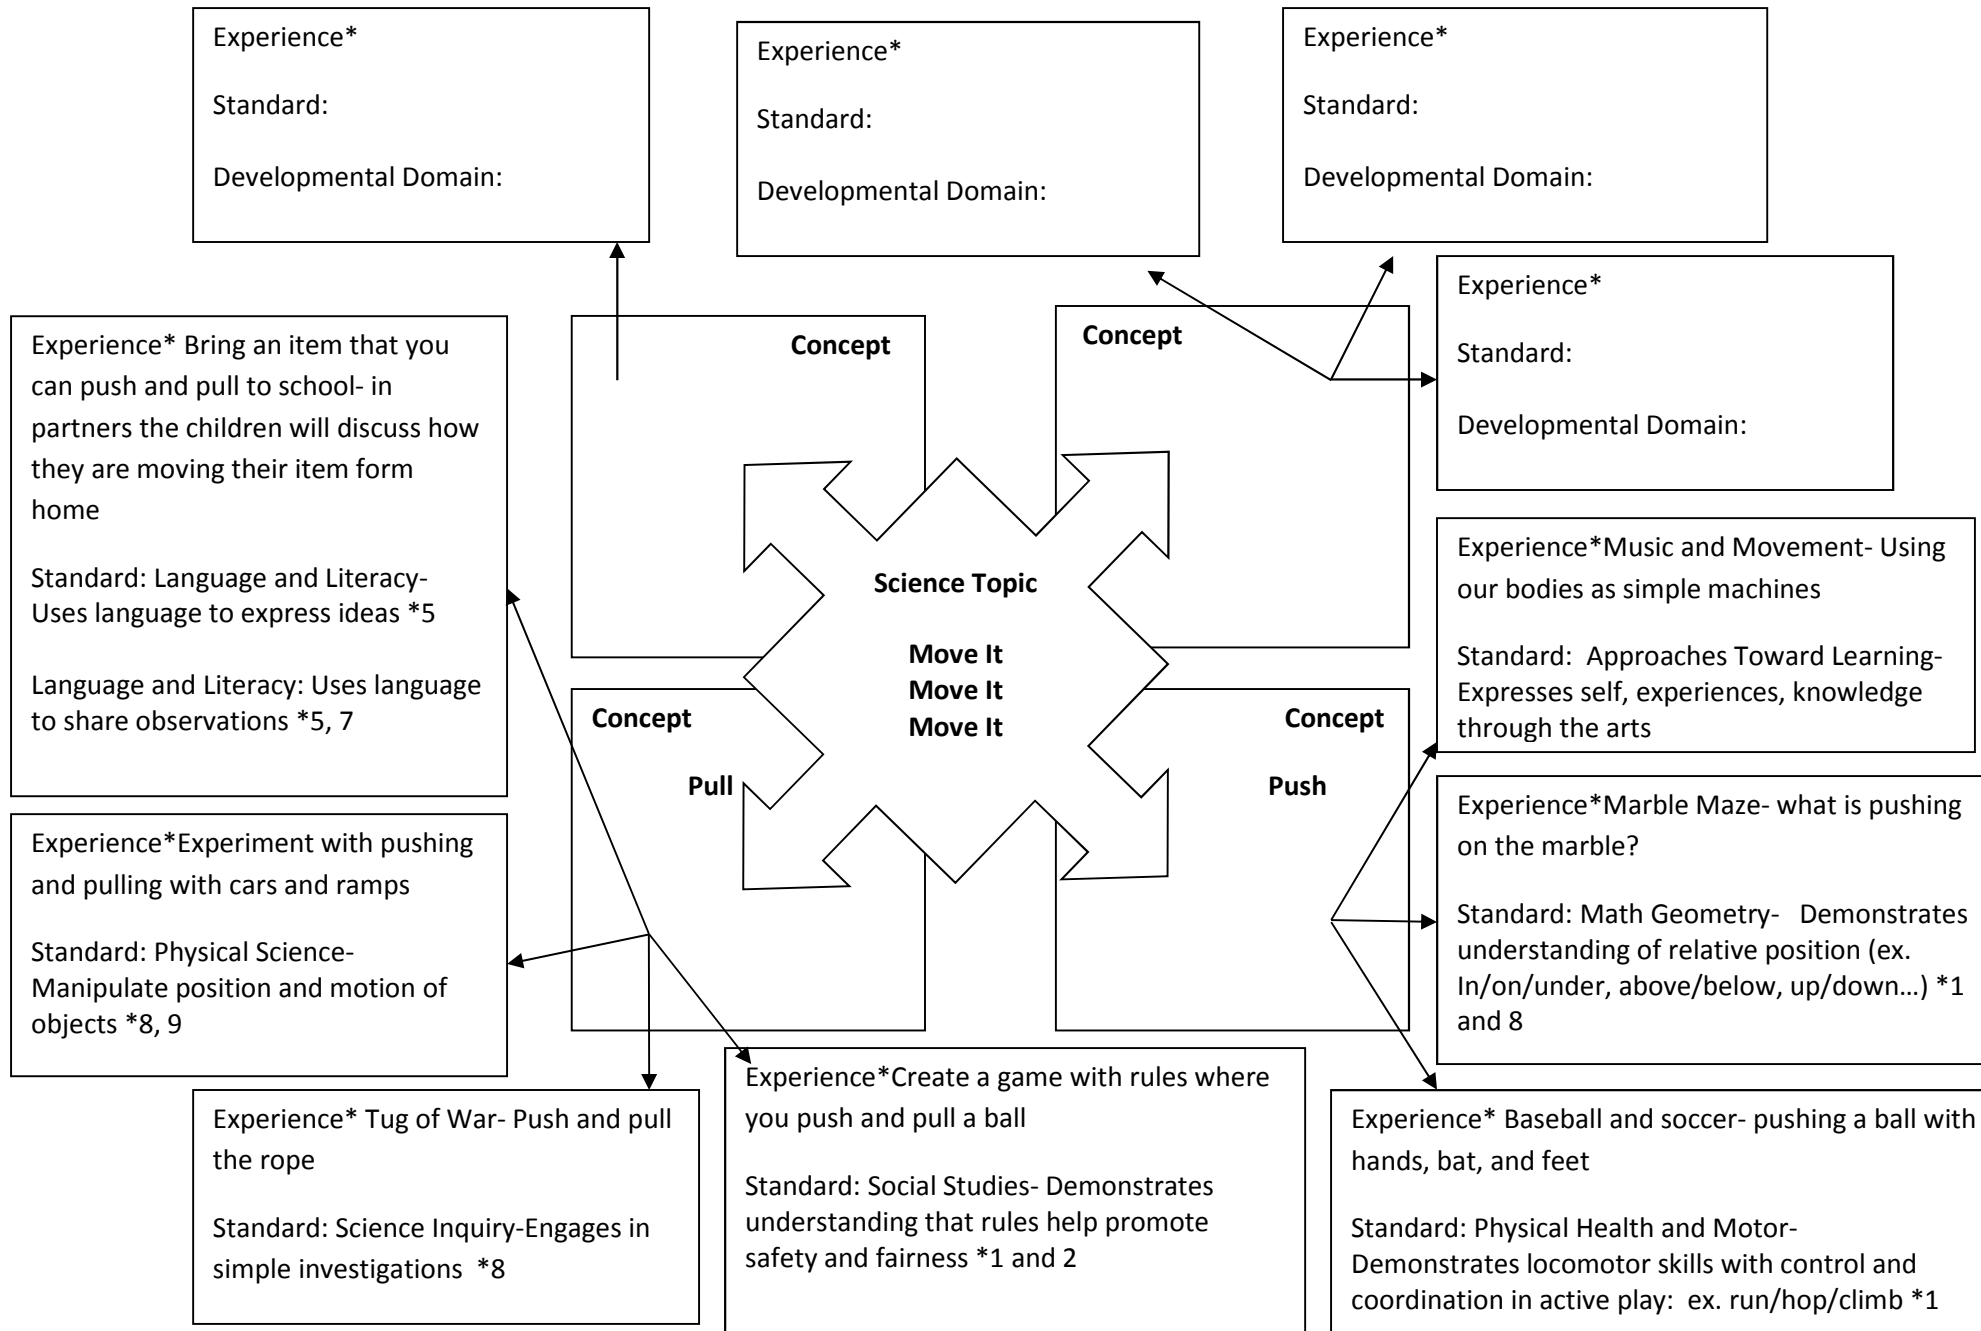 Experience*
Standard:
Developmental Domain:
Experience*
Standard:
Developmental Domain:
Experience*
Standard:
Developmental Domain:
Experience*
Standard:
Developmental Domain:
Concept
Concept
Experience* Bring an item that you
can push and pull to school- in
partners the children will discuss how
they are moving their item form
home
Standard: Language and Literacy-
Uses language to express ideas *5
Language and Literacy: Uses language
to share observations *5, 7
Science Topic
Move It
Move It
Move It
Experience*Music and Movement- Using
our bodies as simple machines
Standard:  Approaches Toward Learning-
Expresses self, experiences, knowledge
through the arts
Concept
Pull
Concept
Push
Experience*Marble Maze- what is pushing
on the marble?
Standard: Math Geometry-   Demonstrates
understanding of relative position (ex.
In/on/under, above/below, up/down…) *1
and 8
Experience*Experiment with pushing
and pulling with cars and ramps
Standard: Physical Science-
Manipulate position and motion of
objects *8, 9
Experience* Tug of War- Push and pull
the rope
Standard: Science Inquiry-Engages in
simple investigations  *8
Experience*Create a game with rules where
you push and pull a ball
Standard: Social Studies- Demonstrates
understanding that rules help promote
safety and fairness *1 and 2
Experience* Baseball and soccer- pushing a ball with
hands, bat, and feet
Standard: Physical Health and Motor-
Demonstrates locomotor skills with control and
coordination in active play:  ex. run/hop/climb *1